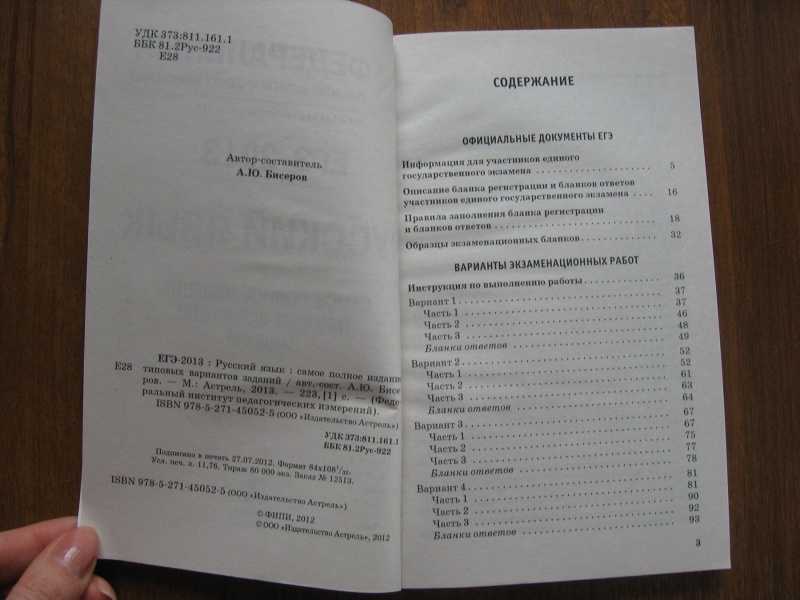 УДК 373:811.161.1
ББК 81.2Рус-922
Е28
Автор-составитель
А.Ю. Бисеров
ЕГЭ-2013 : Русский язык : самое полное издание
Е28 типовых вариантов заданий / авт.-сост. А.Ю. Бисе-
ров. — М.: Астрель, 2013. — 223, [1] с. — (Феде-
ральный институт педагогических измерений).
ISBN 978-5-271-45052-5 (ООО «Издательство Астрель»)
УДК 373:811.161.1
ББК 81.2Рус-922
Подписано в печать 27.07.2012. Формат 84х108 1/32.
Усл. печ. л. 11,76. Тираж 80 000 экз. Заказ № 12513.
ISBN 978-5-271-45052-5 (ООО «Издательство Астрель»)
© ФИПИ, 2012
© ООО «Издательство Астрель», 2012
СОДЕРЖАНИЕ
ОФИЦИАЛЬНЫЕ ДОКУМЕНТЫ ЕГЭ
Информация для участников единого
государственного экзамена 5
Описание бланка регистрации и бланков ответов
участников единого государственного экзамена 16
Правила заполнения бланка регистрации
и бланков ответов 18
Образцы экзаменационных бланков 32
ВАРИАНТЫ ЭКЗАМЕНАЦИОННЫХ РАБОТ
Инструкция по выполнению работы 36
Вариант 1 37
Часть 1 37
Часть 2 46
Часть 3 48
Бланки ответов 49
Вариант 2 52
Часть 1 52
Часть 2 61
Часть 3 63
Бланки ответов 64
Вариант 3 67
Часть 1 67
Часть 2 75
Часть 3 77
Бланки ответов 78
Вариант 4 81
Часть 1 81
Часть 2 90
Часть 3 92
Бланки ответов 93
3